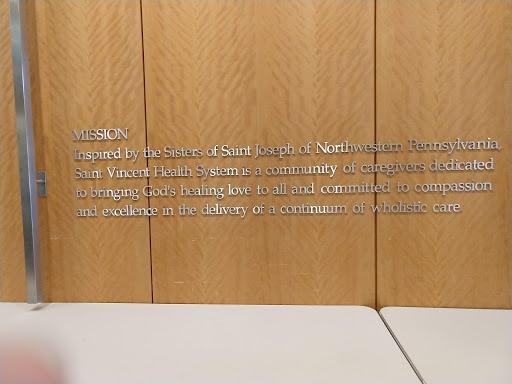 MISSION
Inspired by the Sisters of Saint Joseph of Northwestern Pennsylvania,
Saint Vincent Health System is a community of caregivers dedicated
to bringing God's healing love to all and committed to compassion
and excellence in the delivery of a continuum of wholistic care